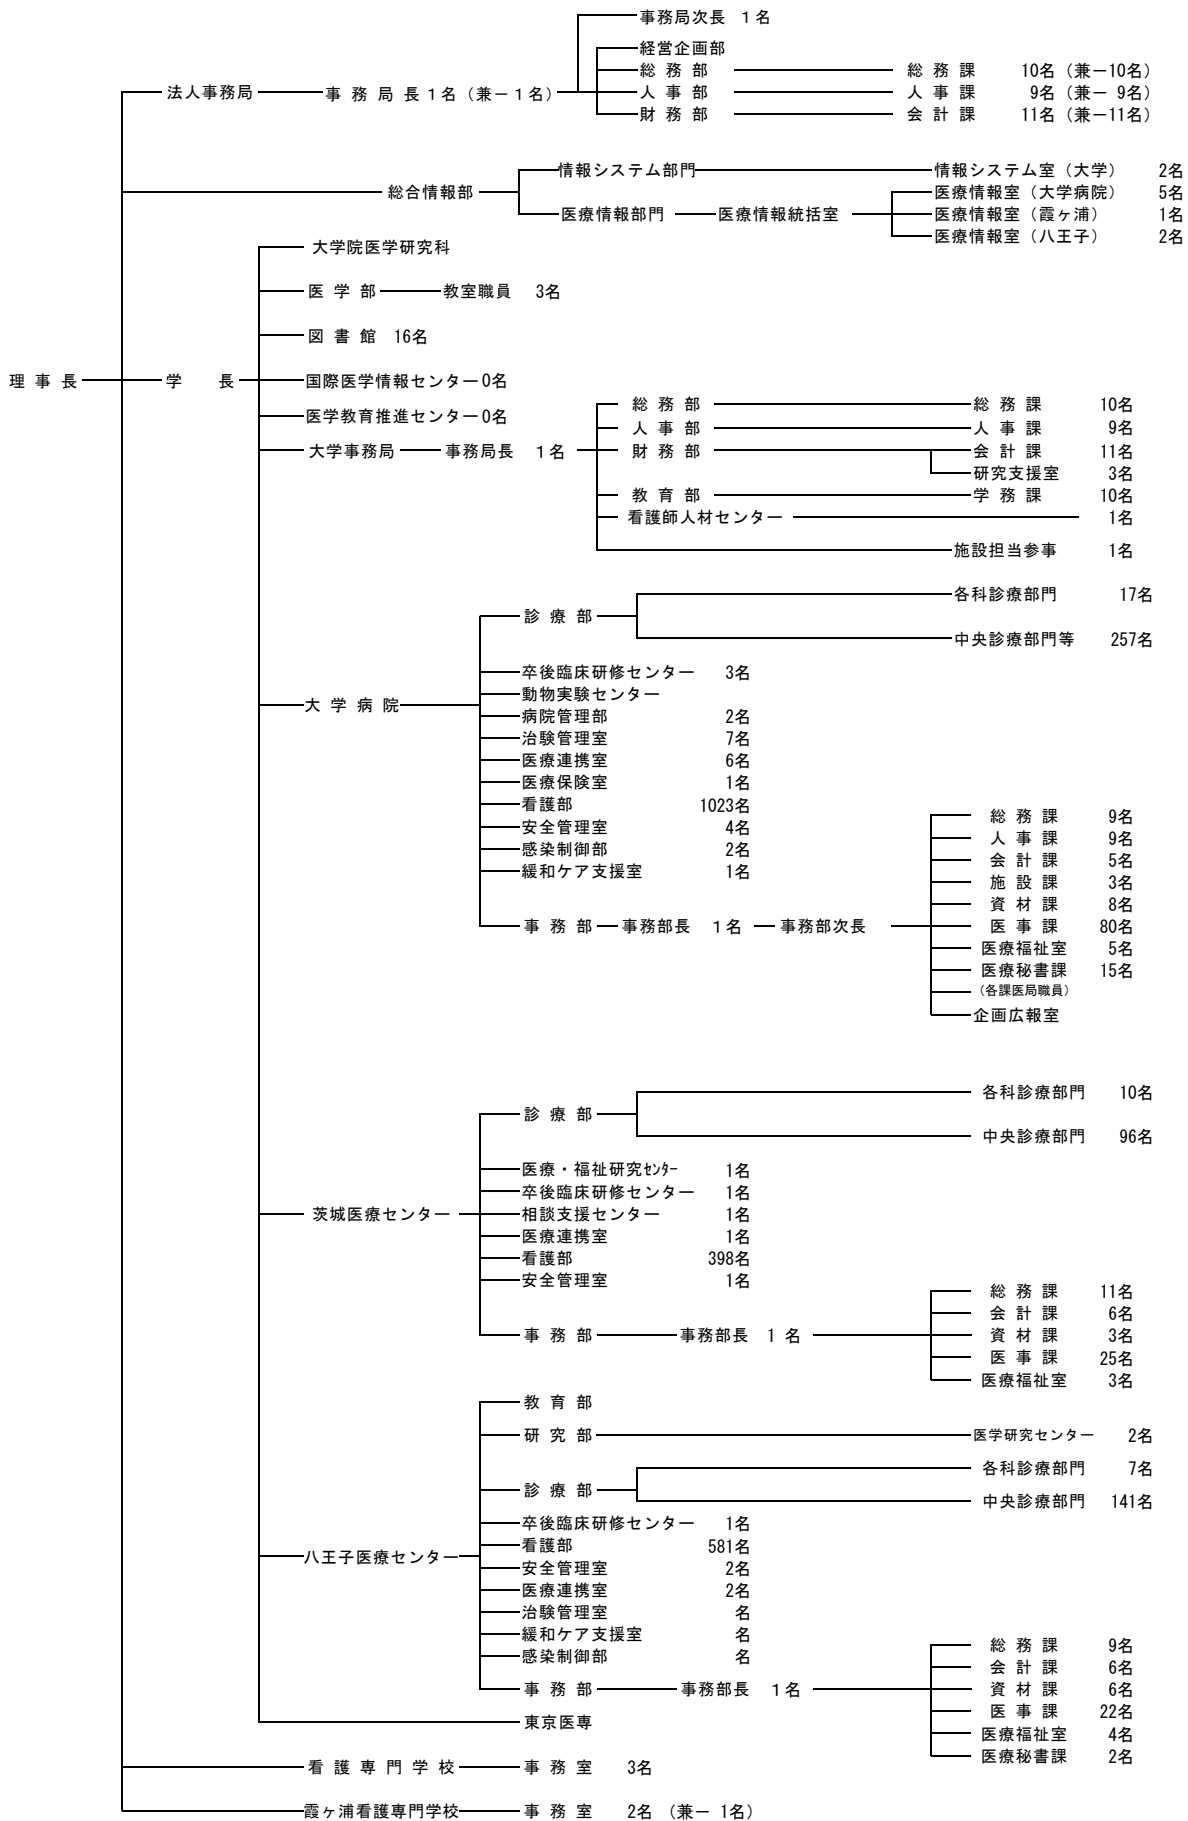 事務局次長 １名
経営企画部
総務部 総務課 10名（兼－10名）
法人事務局 事務局長１名（兼－１名） 人事部 人事課 9名（兼－ 9名）
財務部 会計課 11名（兼－11名）
情報システム部門 情報システム室（大学） 2名
総合情報部 医療情報室（大学病院） 5名
医療情報部門 医療情報統括室 医療情報室（霞ヶ浦） 1名
医療情報室（八王子） 2名
大学院医学研究科
医学部 教室職員 3名
図書館 16名
理事長 学長 国際医学情報センター 0名
総務部 総務課 10名
医学教育推進センター 0名
人事部 人事課 9名
大学事務局 事務局長 １名 財務部 会計課 11名
研究支援室 3名
教育部 学務課 10名
看護師人材センター 1名
施設担当参事 1名
各科診療部門 17名
診療部
中央診療部門等 257名
卒後臨床研修センター 3名
動物実験センター
大学病院
病院管理部 2名
治験管理室 7名
医療連携室 6名
医療保険室 1名
看護部 1023名
総務課 9名
安全管理室 4名
人事課 9名
感染制御部 2名
会計課 5名
緩和ケア支援室 1名
施設課 3名
資材課 8名
事務部 事務部長 １名 事務部次長 医事課 80名
医療福祉室 5名
医療秘書課 15名
（各課医局職員）
企画広報室
各科診療部門 10名
診療部
中央診療部門 96名
医療・福祉研究ｾﾝﾀｰ 1名
卒後臨床研修センター 1名
茨城医療センター 相談支援センター 1名
医療連携室 1名
看護部 398名
安全管理室 1名
総務課 11名
会計課 6名
事務部 事務部長 １名 資材課 3名
医事課 25名
医療福祉室 3名
教育部
研究部 医学研究センター 2名
各科診療部門 7名
診療部
中央診療部門 141名
卒後臨床研修センター 1名
看護部 581名
八王子医療センター
安全管理室 2名
医療連携室 2名
治験管理室 名
緩和ケア支援室 名
総務課 9名
感染制御部 名
会計課 6名
事務部 事務部長 １名 資材課 6名
医事課 22名
東京医専
医療福祉室 4名
医療秘書課 2名
看護専門学校 事務室 3名
霞ヶ浦看護専門学校 事務室 2名 （兼－ 1名）